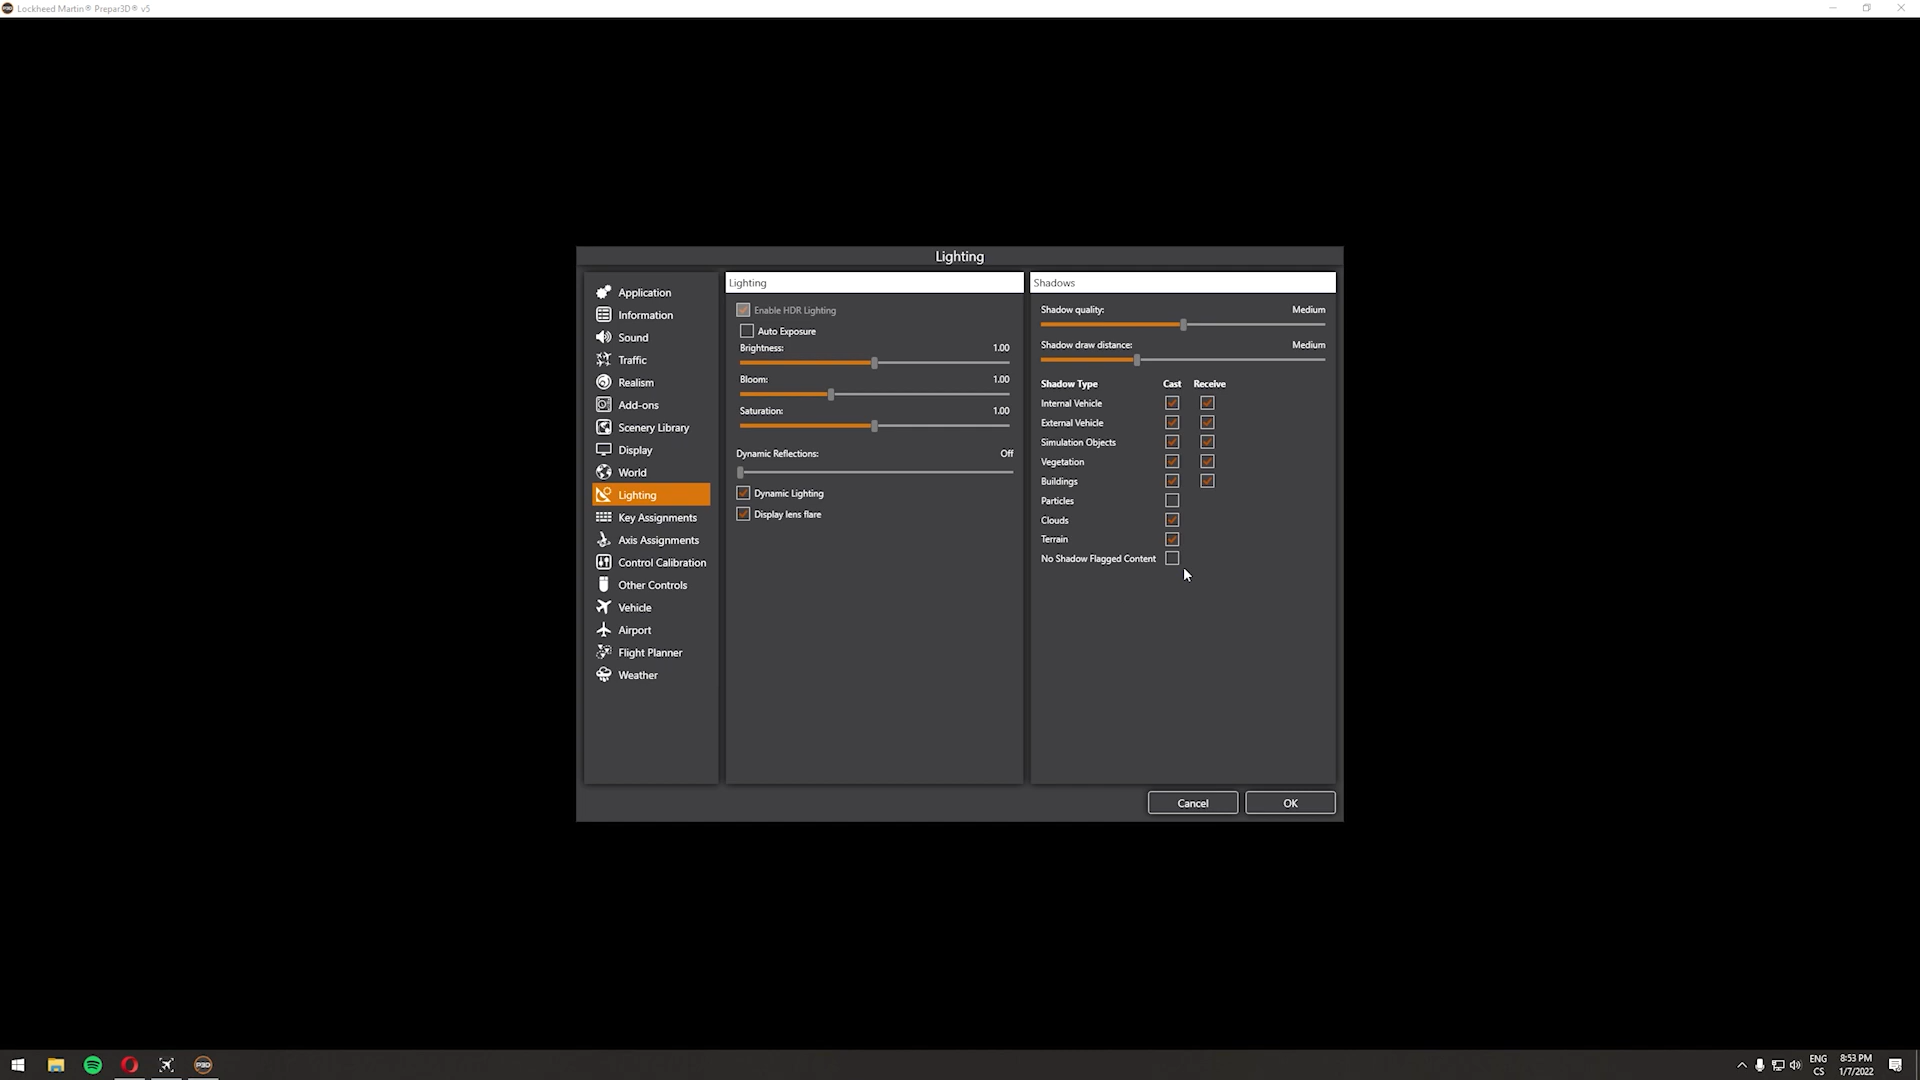 Lockheed Martin® Prepar3D® v5
Lighting
Application
Information
Sound
Traffic
Realism
Add-ons
Scenery Library
Display
World
Lighting
Key Assignments
Axis Assignments
Control Calibration
Other Controls
Vehicle
Airport
Flight Planner
Weather
Lighting
Enable HDR Lighting
Auto Exposure
Brightness: 1.00
Bloom: 1.00
Saturation: 1.00
Dynamic Reflections: Off
Dynamic Lighting
Display lens flare
Shadows
Shadow quality: Medium
Shadow draw distance: Medium
Shadow Type Cast Receive
Internal Vehicle
External Vehicle
Simulation Objects
Vegetation
Buildings
Particles
Clouds
Terrain
No Shadow Flagged Content
Cancel OK
P3D
ENG 8:53 PM
CS 1/7/2022